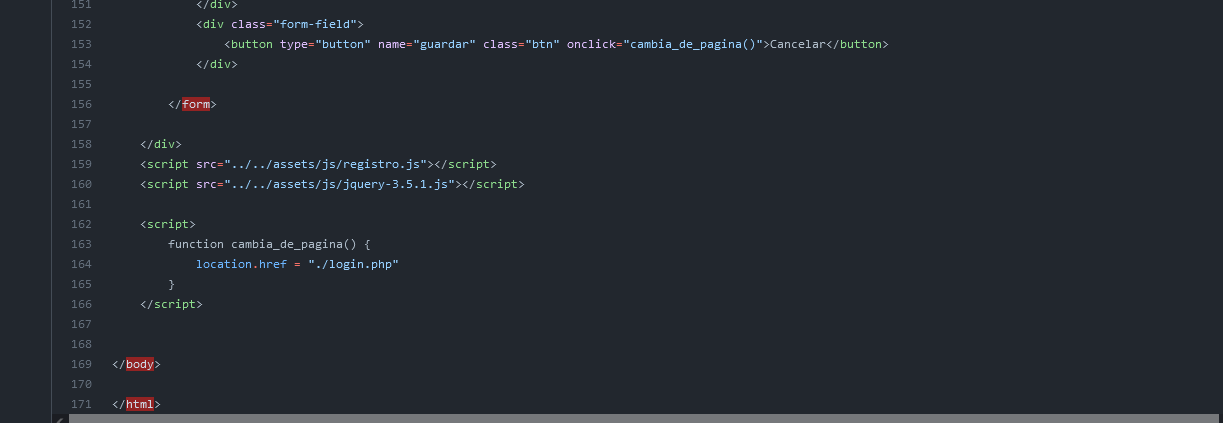 151 </div>
152 <div class="form-field">
153 <button type="button" name="guardar" class="btn" onclick="cambia_de_pagina()">Cancelar</button>
154 </div>
155
156 </form>
157
158 </div>
159 <script src="../../assets/js/registro.js"></script>
160 <script src="../../assets/js/jquery-3.5.1.js"></script>
161
162 <script>
163 function cambia_de_pagina() {
164 location.href = "./login.php"
165 }
166 </script>
167
168
169 </body>
170
171 </html>